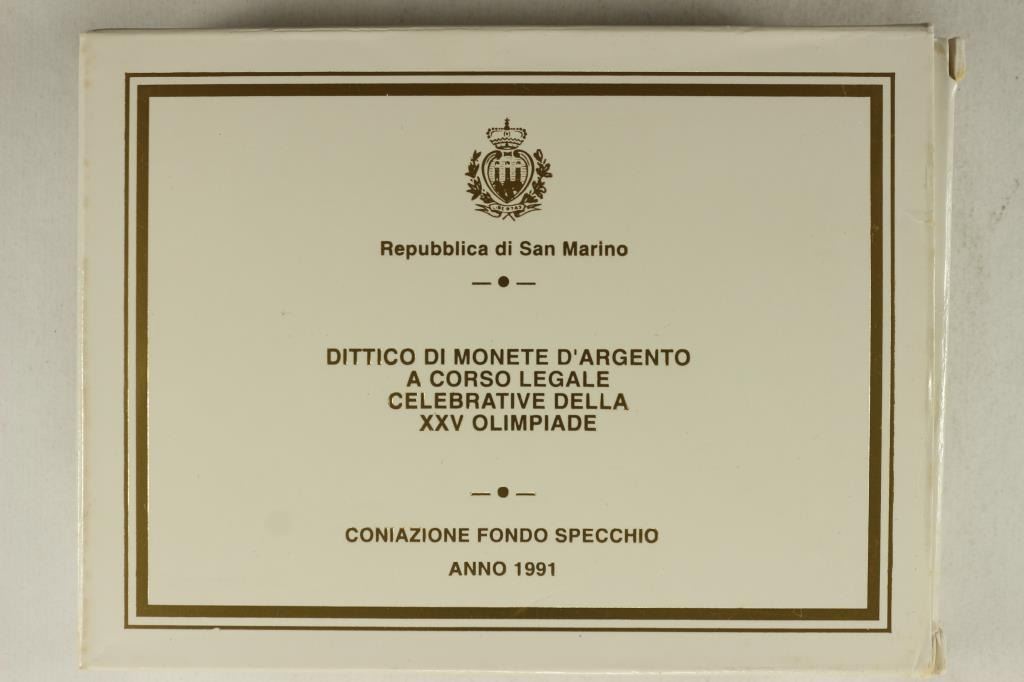 Repubblica di San Marino
DITTICO DI MONETE D'ARGENTO
A CORSO LEGALE
CELEBRATIVE DELLA
XXV OLIMPIADE
CONIAZIONE FONDO SPECCHIO
ANNO 1991